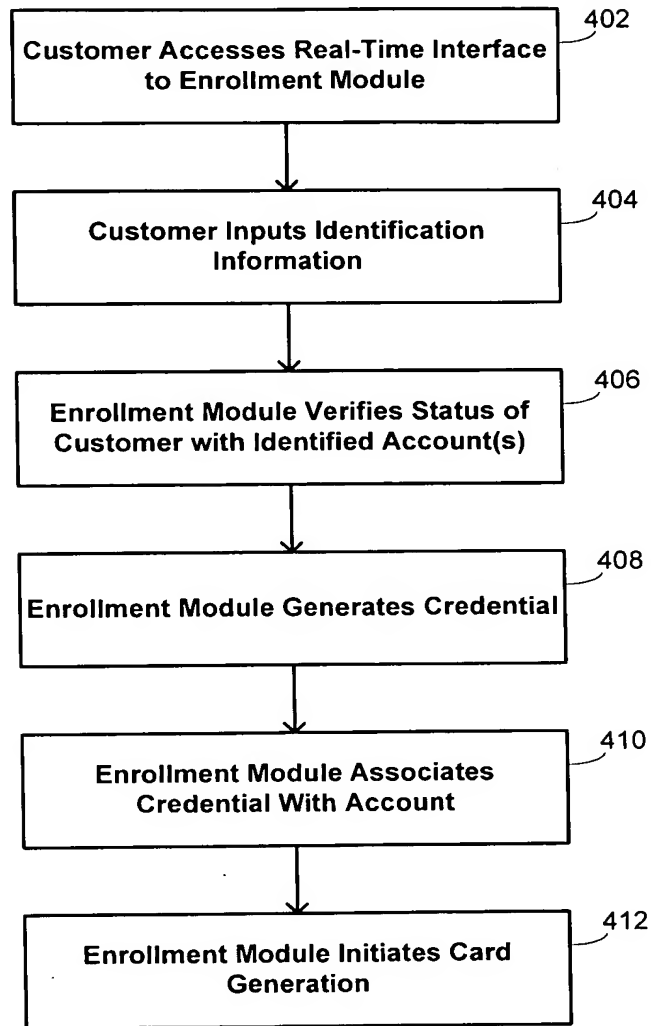 402
Customer Accesses Real-Time Interface
to Enrollment Module
404
Customer Inputs Identification
Information
406
Enrollment Module Verifies Status of
Customer with Identified Account(s)
408
Enrollment Module Generates Credential
410
Enrollment Module Associates
Credential With Account
412
Enrollment Module Initiates Card
Generation